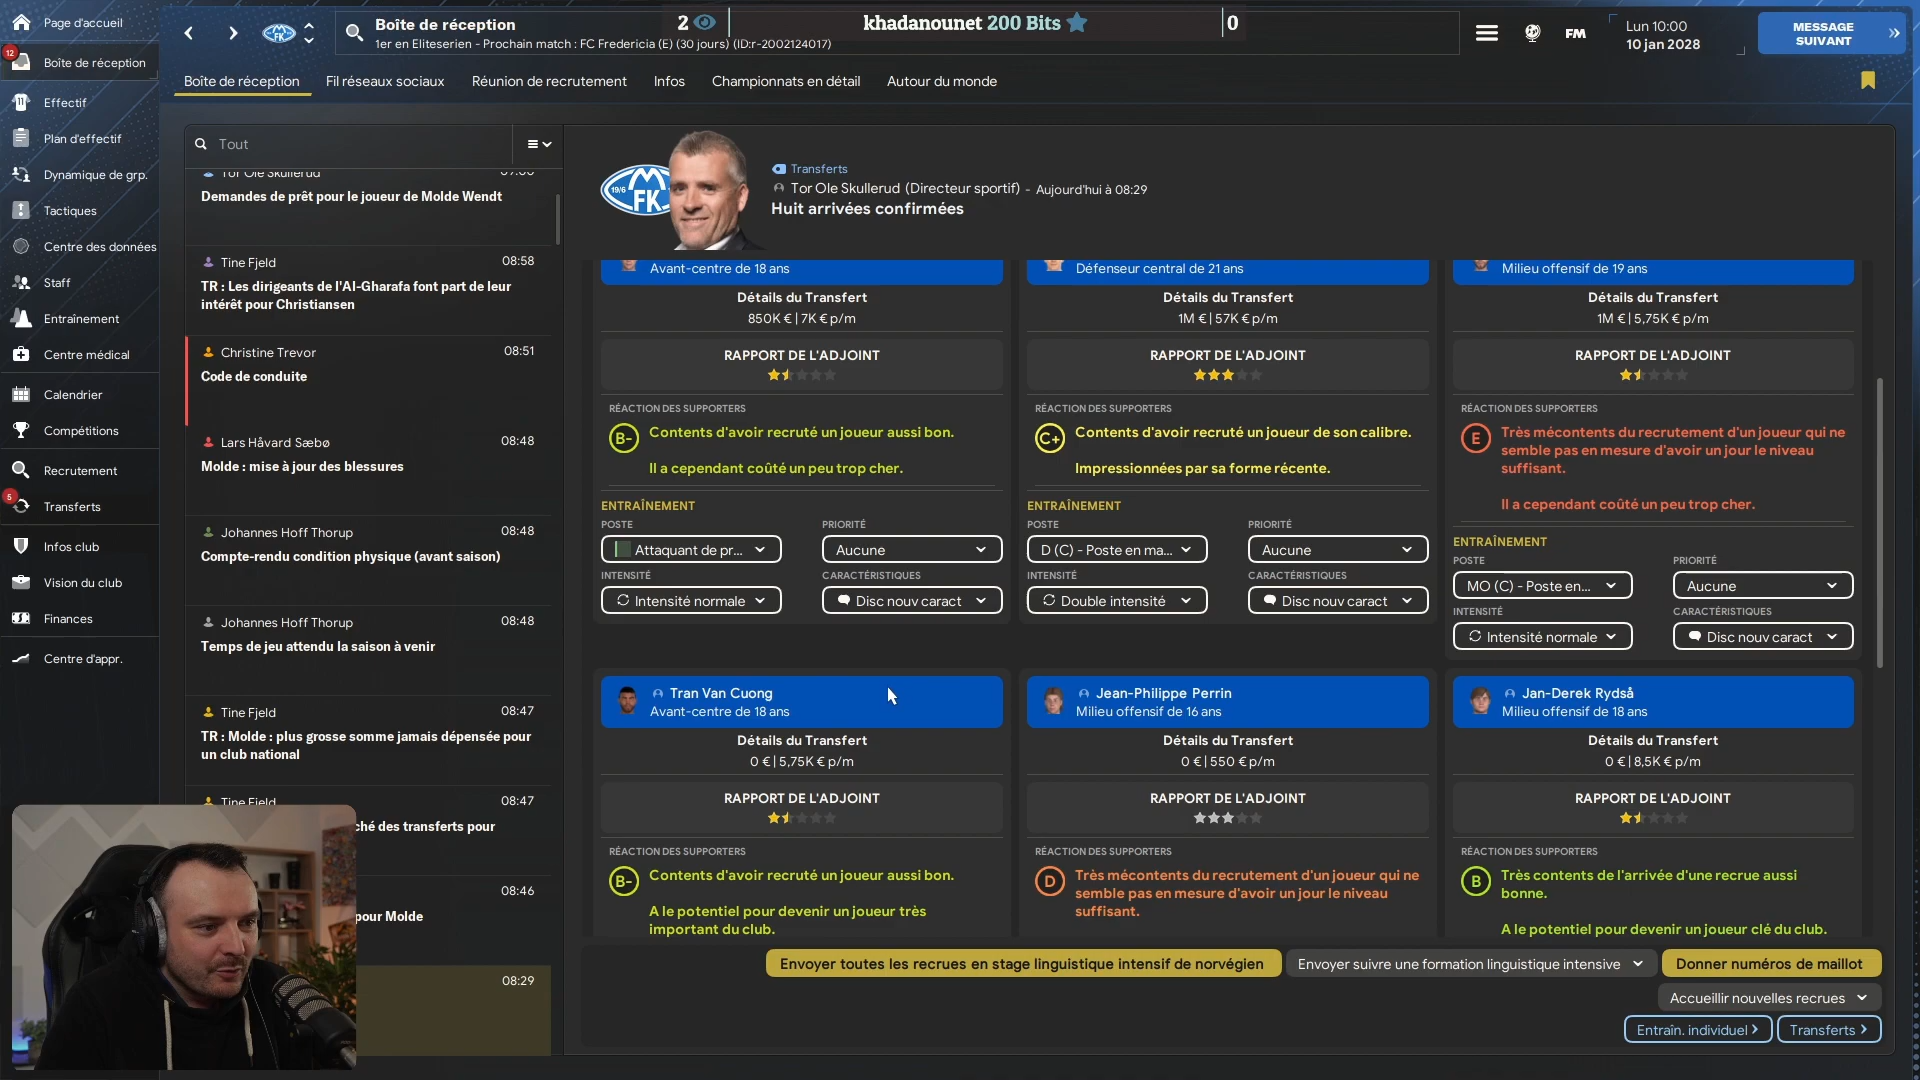 Page d'accueil
12
Boîte de réception
Effectif
Plan d'effectif
Dynamique de grp.
Tactiques
Centre des données
Staff
Entraînement
Centre médical
Calendrier
Compétitions
Recrutement
5
Transferts
Infos club
Vision du club
Finances
Centre d'appr.
Boîte de réception
1er en Eliteserien - Prochain match : FC Fredericia (E) (30 jours) (ID:r-2002124017)
2
khadanounet 200 Bits
0
FM
Lun 10:00
10 jan 2028
MESSAGE
SUIVANT
Boîte de réception
Fil réseaux sociaux
Réunion de recrutement
Infos
Championnats en détail
Autour du monde
Tout
Tor Ole Skullerud
Demandes de prêt pour le joueur de Molde Wendt
Tine Fjeld 08:58
TR : Les dirigeants de l'Al-Gharafa font part de leur
intérêt pour Christiansen
Christine Trevor 08:51
Code de conduite
Lars Håvard Sæbø 08:48
Molde : mise à jour des blessures
Johannes Hoff Thorup 08:48
Compte-rendu condition physique (avant saison)
Johannes Hoff Thorup 08:48
Temps de jeu attendu la saison à venir
Tine Fjeld 08:47
TR : Molde : plus grosse somme jamais dépensée pour
un club national
Tine Fjeld 08:47
ché des transferts pour
08:46
pour Molde
08:29
19/6
FK
Transferts
Tor Ole Skullerud (Directeur sportif) - Aujourd'hui à 08:29
Huit arrivées confirmées
Avant-centre de 18 ans
Détails du Transfert
850K € | 7K € p/m
RAPPORT DE L'ADJOINT
RÉACTION DES SUPPORTERS
B-
Contents d'avoir recruté un joueur aussi bon.
Il a cependant coûté un peu trop cher.
ENTRAÎNEMENT
POSTE
PRIORITÉ
Attaquant de pr...
Aucune
INTENSITÉ
CARACTÉRISTIQUES
Intensité normale
Disc nouv caract
Défenseur central de 21 ans
Détails du Transfert
1M € | 57K € p/m
RAPPORT DE L'ADJOINT
RÉACTION DES SUPPORTERS
C+
Contents d'avoir recruté un joueur de son calibre.
Impressionnées par sa forme récente.
ENTRAÎNEMENT
POSTE
PRIORITÉ
D (C) - Poste en ma...
Aucune
INTENSITÉ
CARACTÉRISTIQUES
Double intensité
Disc nouv caract
Milieu offensif de 19 ans
Détails du Transfert
1M € | 5,75K € p/m
RAPPORT DE L'ADJOINT
RÉACTION DES SUPPORTERS
E
Très mécontents du recrutement d'un joueur qui ne
semble pas en mesure d'avoir un jour le niveau
suffisant.
Il a cependant coûté un peu trop cher.
ENTRAÎNEMENT
POSTE
PRIORITÉ
MO (C) - Poste en...
Aucune
INTENSITÉ
CARACTÉRISTIQUES
Intensité normale
Disc nouv caract
Tran Van Cuong
Avant-centre de 18 ans
Détails du Transfert
0 € | 5,75K € p/m
RAPPORT DE L'ADJOINT
RÉACTION DES SUPPORTERS
B-
Contents d'avoir recruté un joueur aussi bon.
A le potentiel pour devenir un joueur très
important du club.
Jean-Philippe Perrin
Milieu offensif de 16 ans
Détails du Transfert
0 € | 550 € p/m
RAPPORT DE L'ADJOINT
RÉACTION DES SUPPORTERS
D
Très mécontents du recrutement d'un joueur qui ne
semble pas en mesure d'avoir un jour le niveau
suffisant.
Jan-Derek Rydså
Milieu offensif de 18 ans
Détails du Transfert
0 € | 8,5K € p/m
RAPPORT DE L'ADJOINT
RÉACTION DES SUPPORTERS
B
Très contents de l'arrivée d'une recrue aussi
bonne.
A le potentiel pour devenir un joueur clé du club.
Envoyer toutes les recrues en stage linguistique intensif de norvégien
Envoyer suivre une formation linguistique intensive
Donner numéros de maillot
Accueillir nouvelles recrues
Entraîn. individuel
Transferts